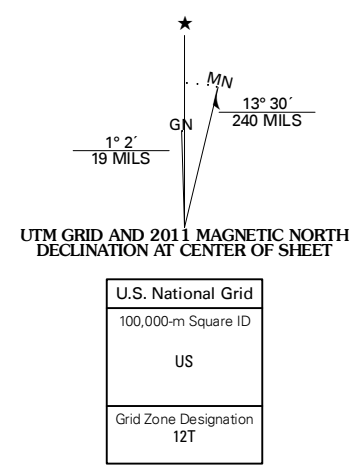 ★
MN
13° 30´
240 MILS
GN
1° 2´
19 MILS
UTM GRID AND 2011 MAGNETIC NORTH
DECLINATION AT CENTER OF SHEET
U.S. National Grid
100,000-m Square ID
US
Grid Zone Designation
12T